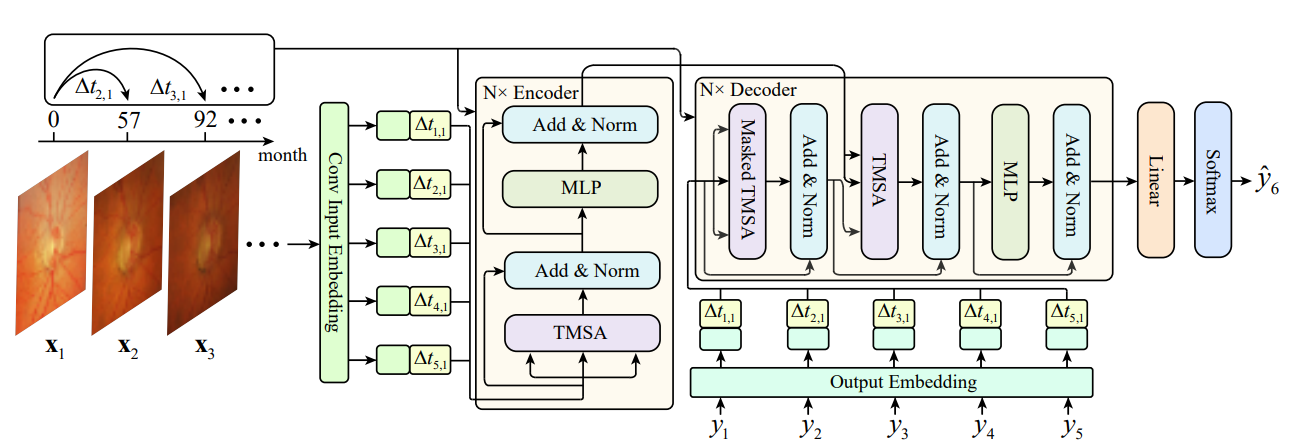 Δt2,1 Δt3,1 ...
0 57 92 ...
month
x1 x2 x3
...
Conv Input Embedding
Δt1,1
Δt2,1
Δt3,1
Δt4,1
Δt5,1
N× Encoder
Add & Norm
MLP
Add & Norm
TMSA
N× Decoder
Masked TMSA
Add & Norm
TMSA
Add & Norm
MLP
Add & Norm
Linear
Softmax
ŷ6
Δt1,1 Δt2,1 Δt3,1 Δt4,1 Δt5,1
Output Embedding
y1 y2 y3 y4 y5